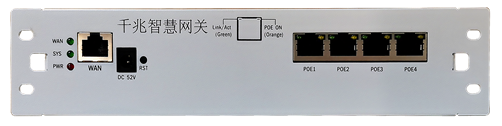 千兆智慧网关
Link/Act
(Green)
POE ON
(Orange)
WAN
SYS
PWR
WAN
DC 52V
RST
POE1
POE2
POE3
POE4